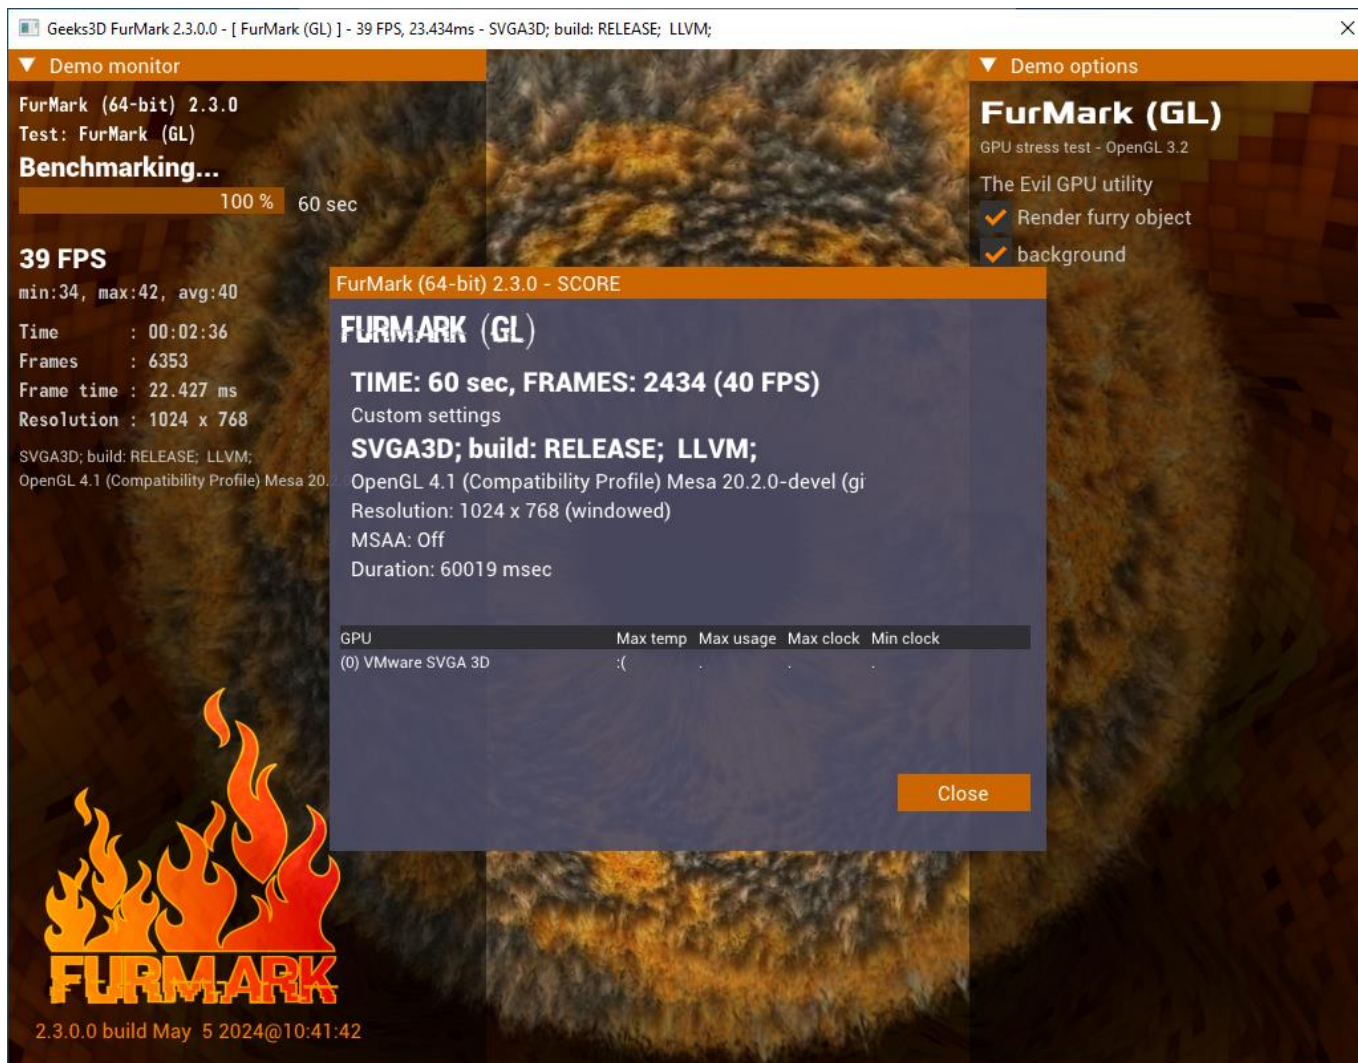 Geeks3D FurMark 2.3.0.0 - [ FurMark (GL) ] - 39 FPS, 23.434ms - SVGA3D; build: RELEASE;  LLVM;
Demo monitor
FurMark (64-bit) 2.3.0
Test: FurMark (GL)
Benchmarking...
100 % 60 sec
39 FPS
min:34, max:42, avg:40
Time : 00:02:36
Frames : 6353
Frame time : 22.427 ms
Resolution : 1024 x 768
SVGA3D; build: RELEASE;  LLVM;
OpenGL 4.1 (Compatibility Profile) Mesa 20.2.0
Demo options
FurMark (GL)
GPU stress test - OpenGL 3.2
The Evil GPU utility
Render furry object
background
FurMark (64-bit) 2.3.0 - SCORE
FURMARK (GL)
TIME: 60 sec, FRAMES: 2434 (40 FPS)
Custom settings
SVGA3D; build: RELEASE;  LLVM;
OpenGL 4.1 (Compatibility Profile) Mesa 20.2.0-devel (gi
Resolution: 1024 x 768 (windowed)
MSAA: Off
Duration: 60019 msec
GPU Max temp Max usage Max clock Min clock
(0) VMware SVGA 3D :( . . .
Close
FURMARK
2.3.0.0 build May  5 2024@10:41:42